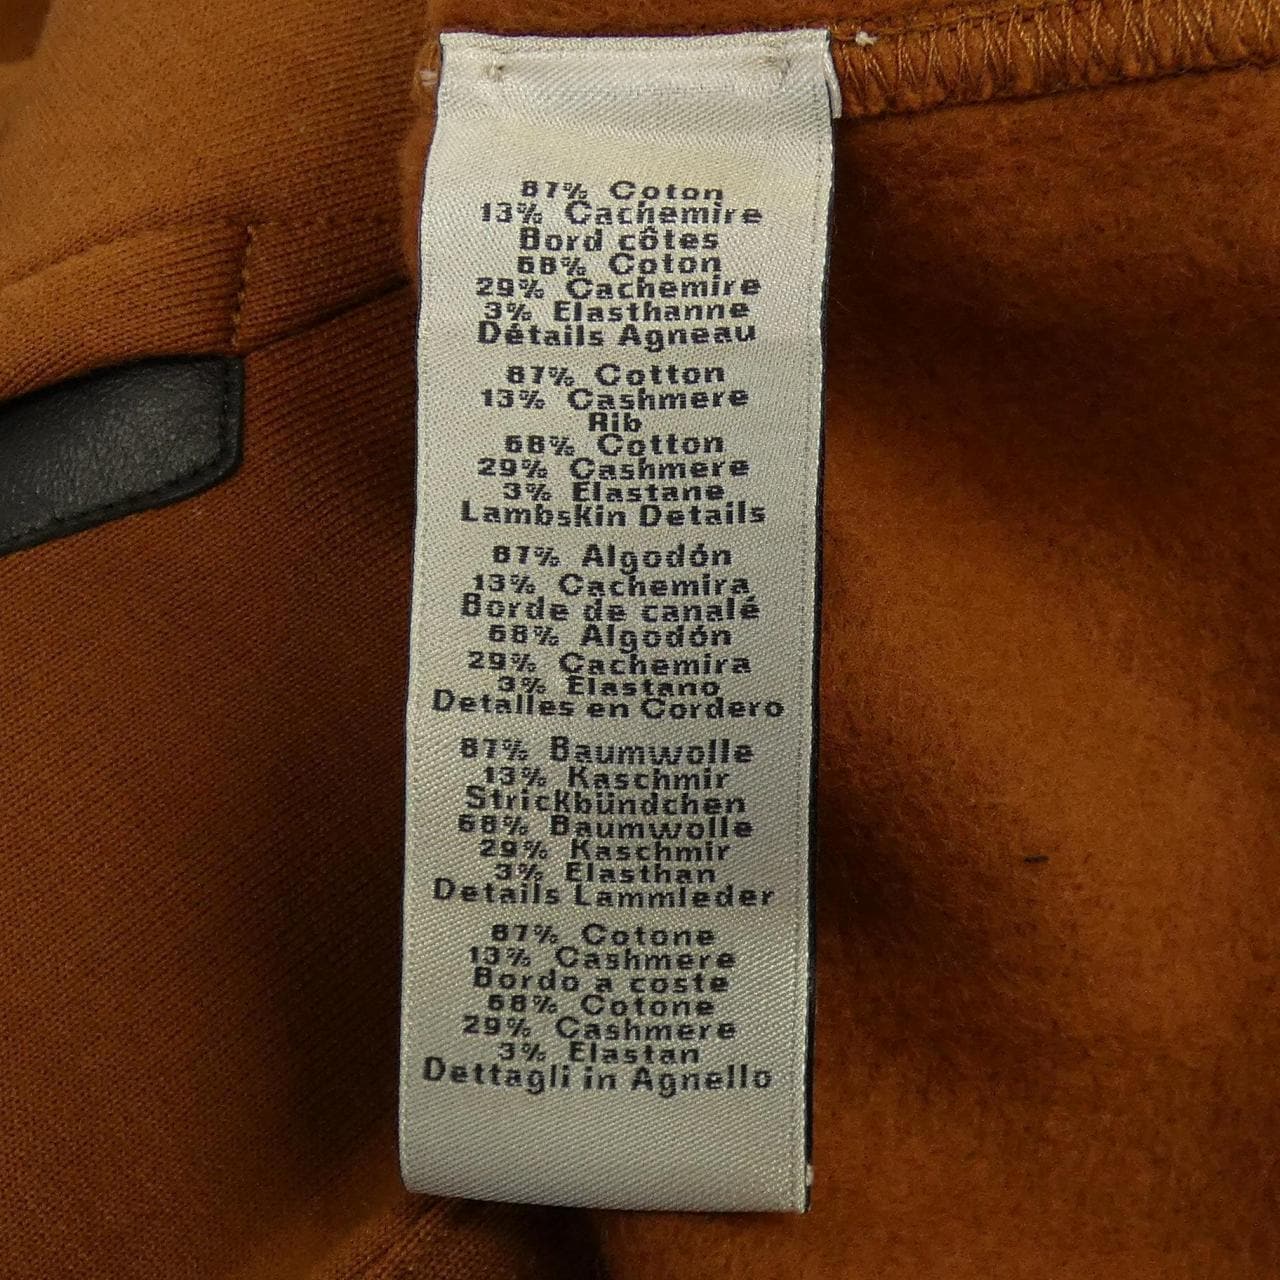 87% Coton
13% Cachemire
Bord côtes
68% Coton
29% Cachemire
3% Elasthanne
Détails Agneau
87% Cotton
13% Cashmere
Rib
68% Cotton
29% Cashmere
3% Elastane
Lambskin Details
87% Algodón
13% Cachemira
Borde de canalé
68% Algodón
29% Cachemira
3% Elastano
Detalles en Cordero
87% Baumwolle
13% Kaschmir
Strickbündchen
68% Baumwolle
29% Kaschmir
3% Elasthan
Details Lammleder
87% Cotone
13% Cashmere
Bordo a coste
68% Cotone
29% Cashmere
3% Elastan
Dettagli in Agnello